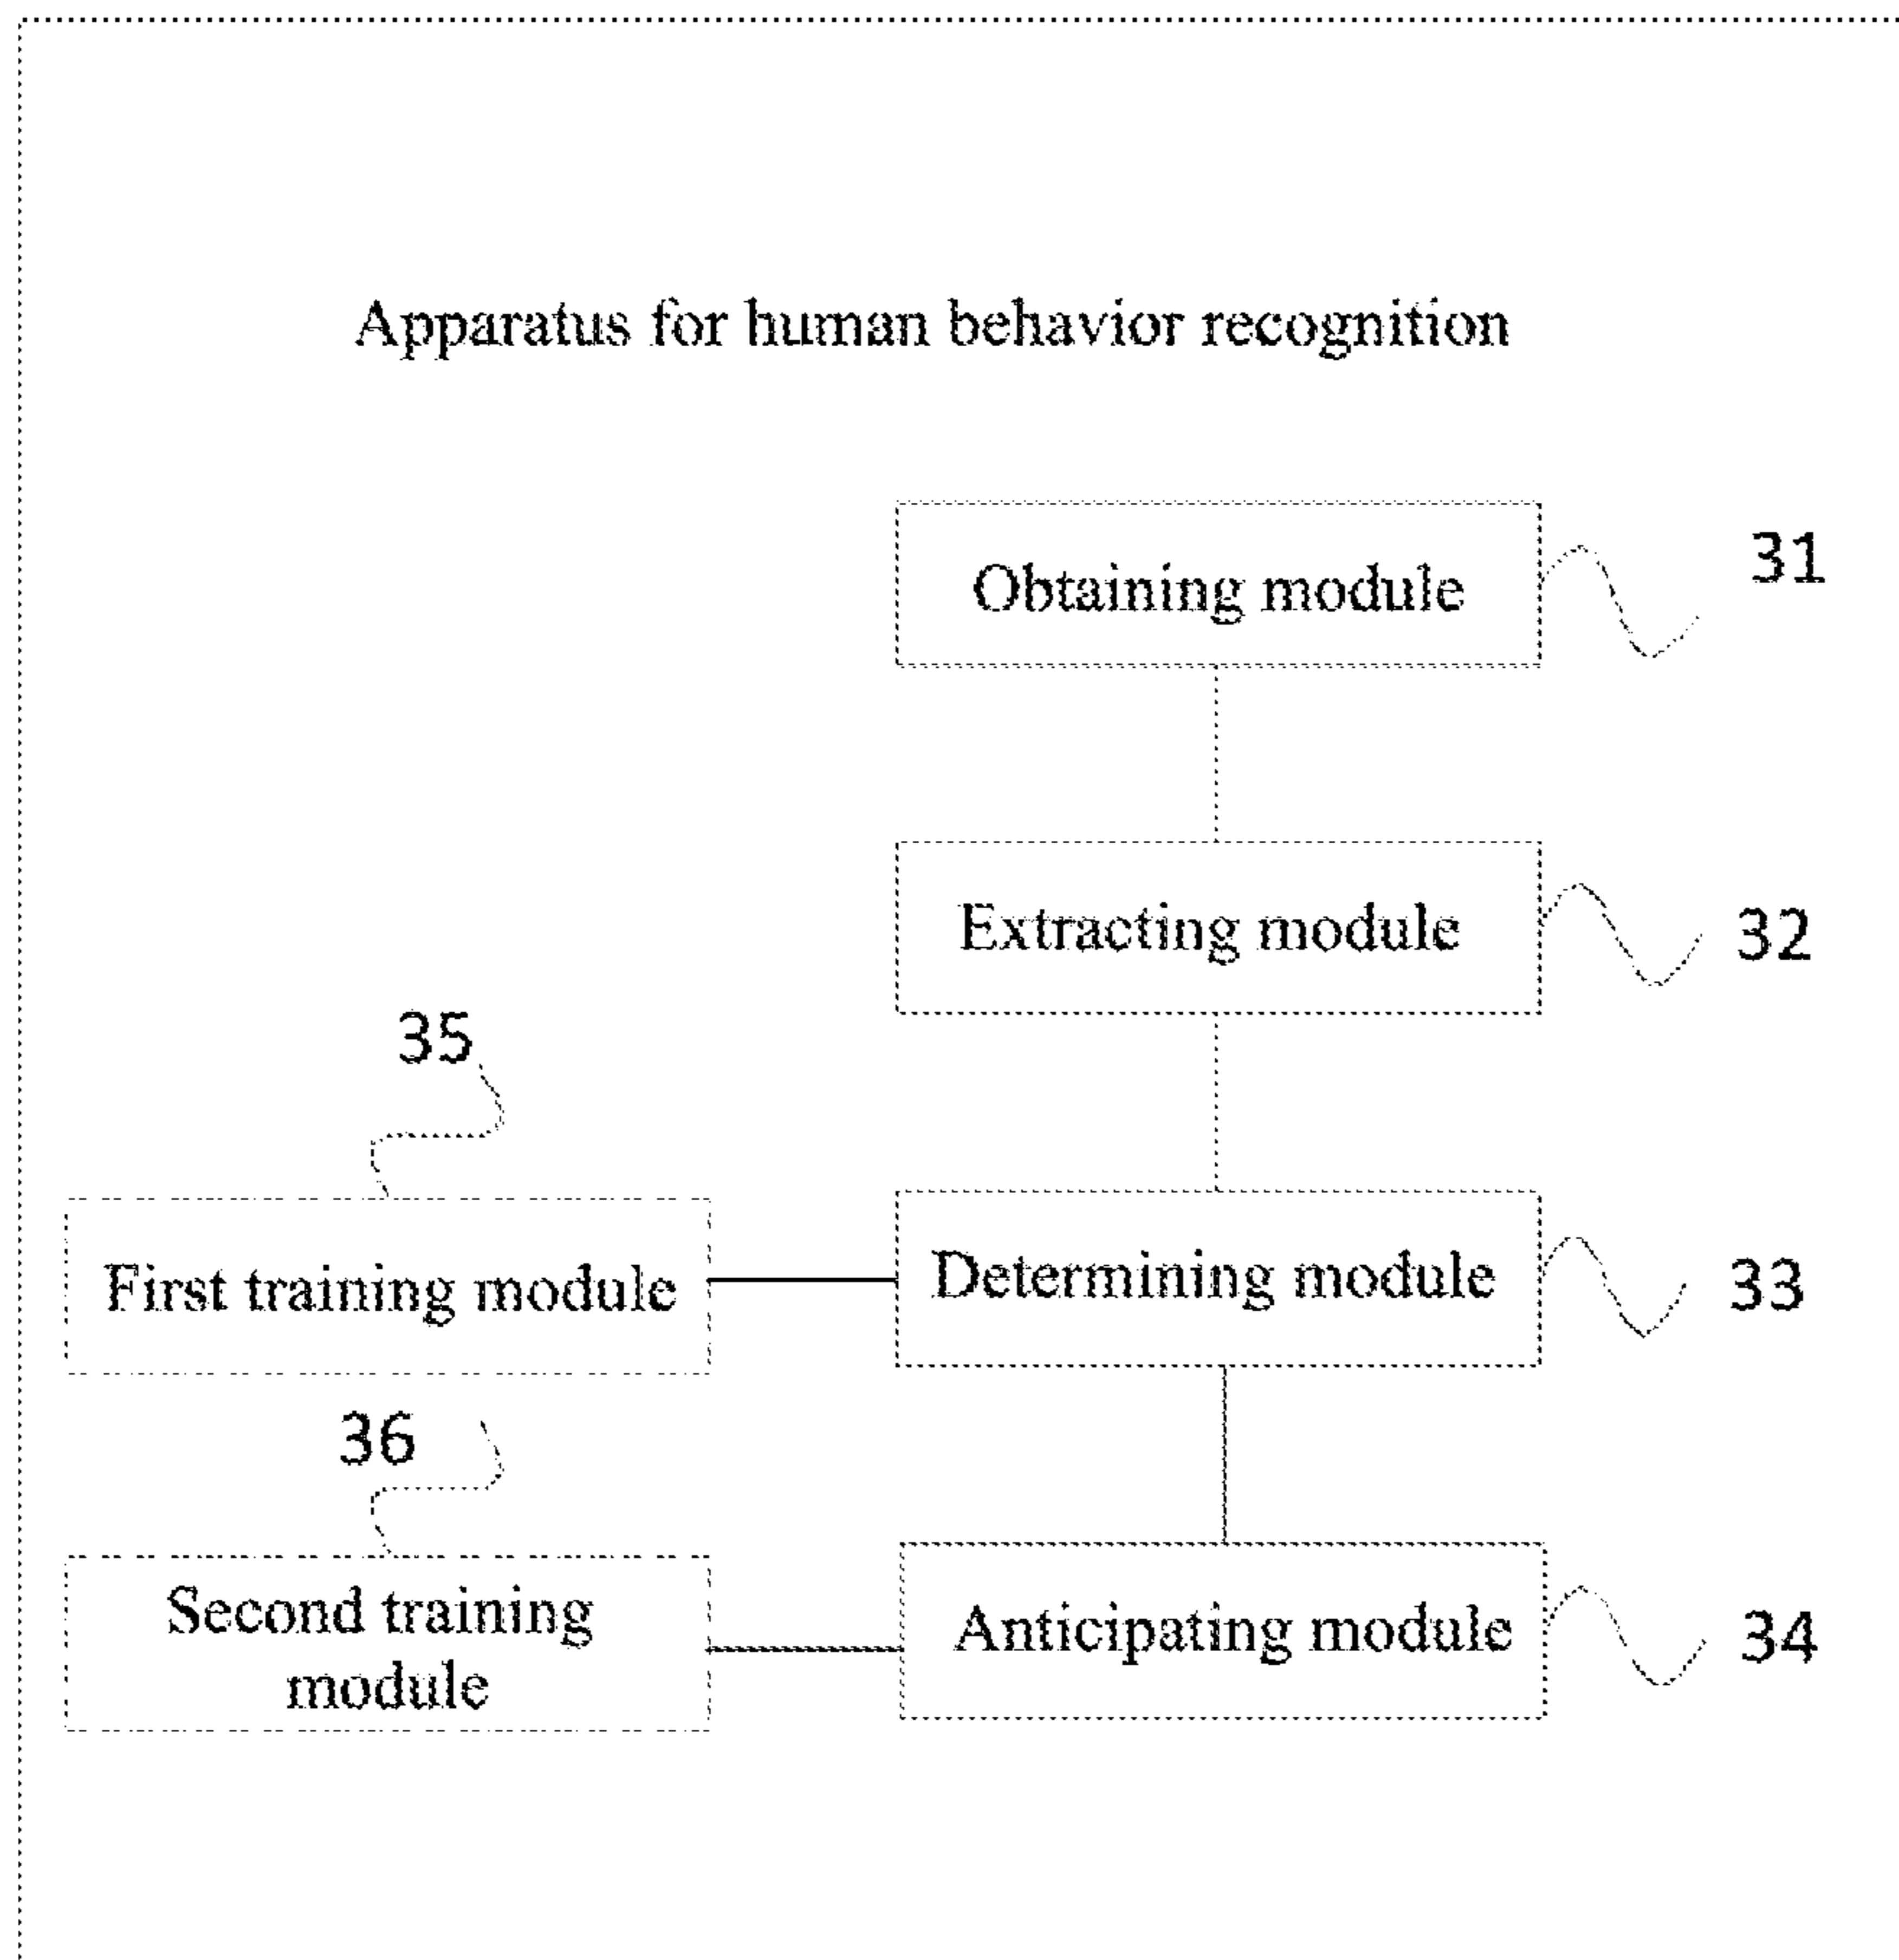 Apparatus for human behavior recognition
Obtaining module
31
Extracting module
32
35
First training module
Determining module
33
36
Second training
module
Anticipating module
34